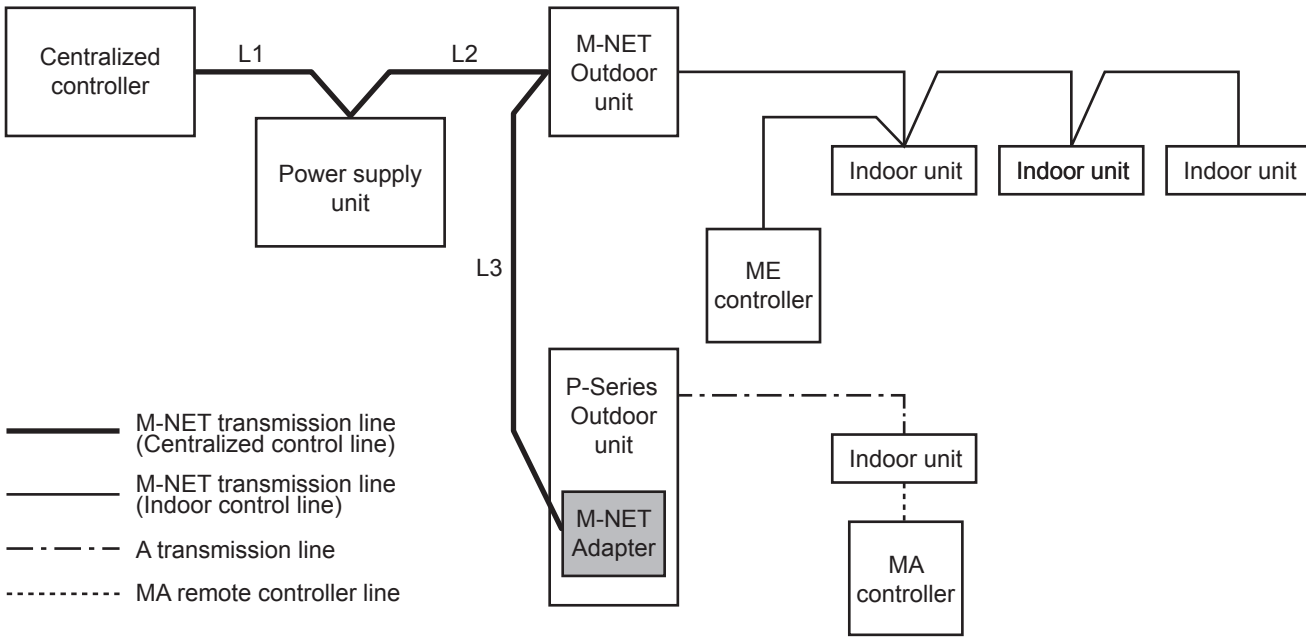 Centralized
controller
L1
L2
Power supply
unit
M-NET
Outdoor
unit
Indoor unit
Indoor unit
Indoor unit
ME
controller
L3
P-Series
Outdoor
unit
M-NET
Adapter
Indoor unit
MA
controller
M-NET transmission line
(Centralized control line)
M-NET transmission line
(Indoor control line)
A transmission line
MA remote controller line